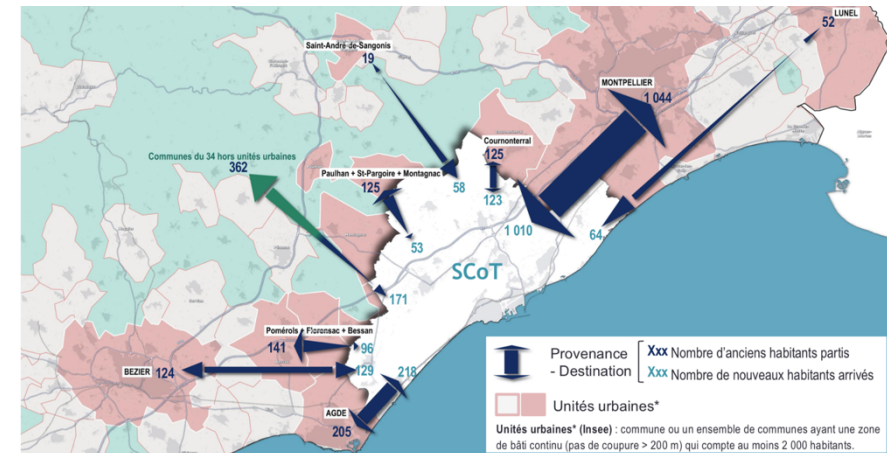 LUNEL
52
Saint-André-de-Sangonis
19
MONTPELLIER
1 044
Cournonterral
125
Communes du 34 hors unités urbaines
362
Paulhan + St-Pargoire + Montagnac
125
58
123
1 010
64
53
SCoT
171
Pomérols + Florensac + Bessan
141
96
BEZIER 124
129
218
AGDE
205
Provenance
- Destination
Xxx Nombre d'anciens habitants partis
Xxx Nombre de nouveaux habitants arrivés
Unités urbaines*
Unités urbaines* (Insee) : commune ou un ensemble de communes ayant une zone
de bâti continu (pas de coupure > 200 m) qui compte au moins 2 000 habitants.